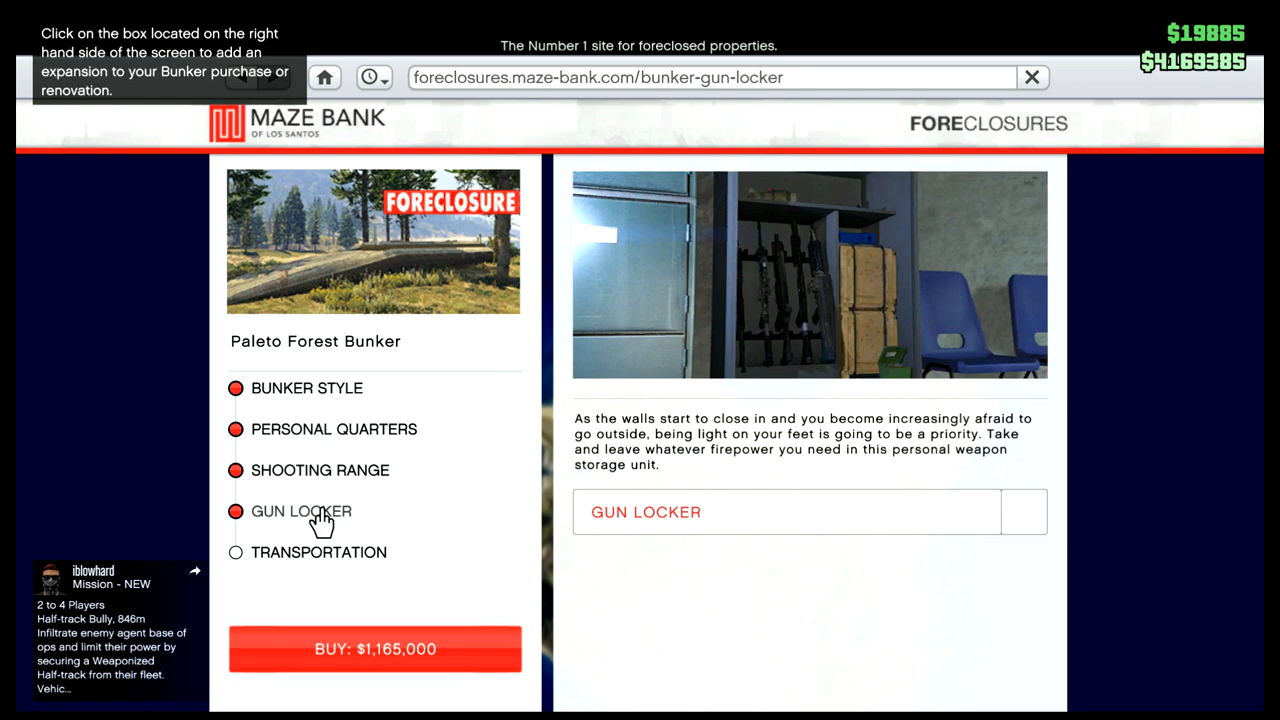 Click on the box located on the right
hand side of the screen to add an
expansion to your Bunker purchase or
renovation.
The Number 1 site for foreclosed properties.
$19885
$4169385
foreclosures.maze-bank.com/bunker-gun-locker
MAZE BANK
OF LOS SANTOS
FORECLOSURES
FORECLOSURE
Paleto Forest Bunker
BUNKER STYLE
PERSONAL QUARTERS
SHOOTING RANGE
GUN LOCKER
TRANSPORTATION
BUY: $1,165,000
As the walls start to close in and you become increasingly afraid to
go outside, being light on your feet is going to be a priority. Take
and leave whatever firepower you need in this personal weapon
storage unit.
GUN LOCKER
iblowhard
Mission - NEW
2 to 4 Players
Half-track Bully, 846m
Infiltrate enemy agent base of
ops and limit their power by
securing a Weaponized
Half-track from their fleet.
Vehic...